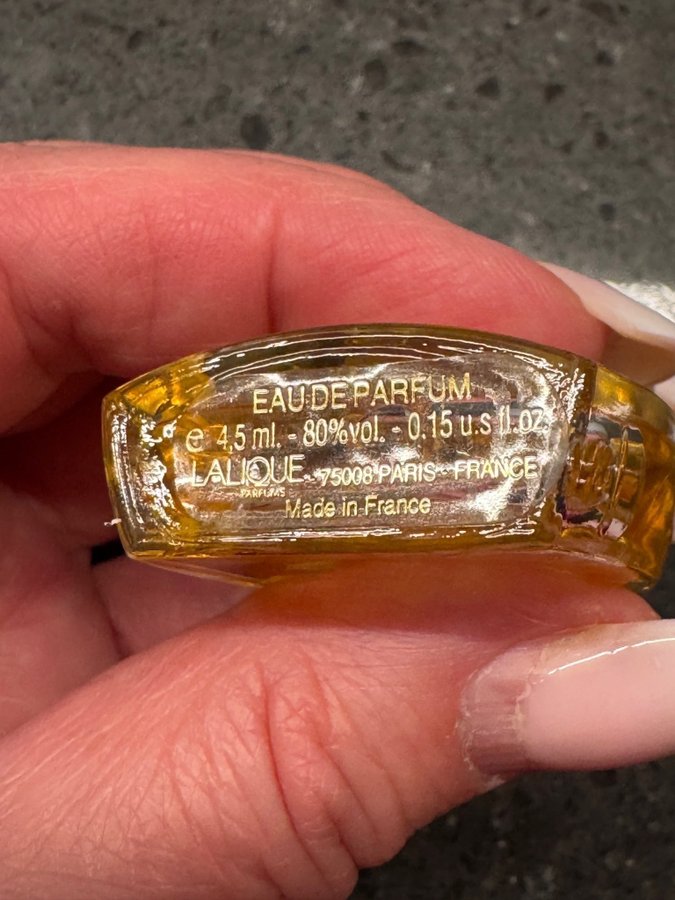 EAU DE PARFUM
e 4,5 ml. - 80%vol. - 0.15 u.s fl.oz.
LALIQUE - 75008 PARIS - FRANCE
PARFUMS
Made in France